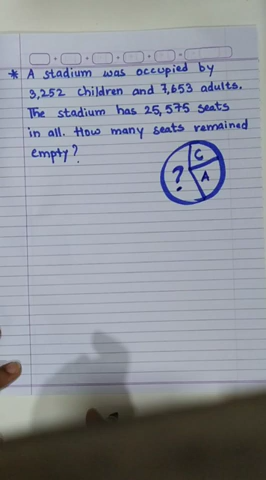 * A stadium was occupied by
3,252 children and 7,653 adults.
The stadium has 25,575 seats
in all. How many seats remained
empty?
C
?
A